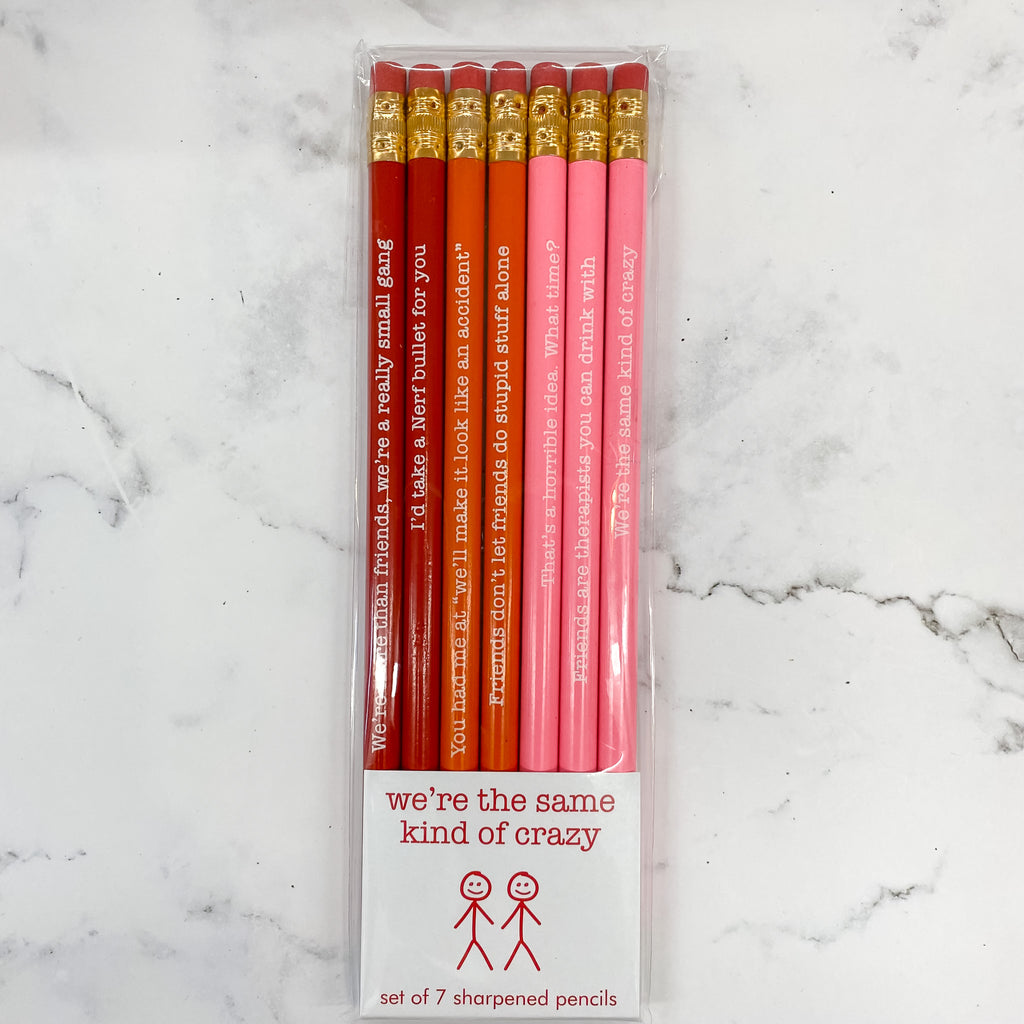 We're more than friends, we're a really small gang
I'd take a Nerf bullet for you
You had me at “we'll make it look like an accident”
Friends don't let friends do stupid stuff alone
That's a horrible idea. What time?
Friends are therapists you can drink with
We're the same kind of crazy
we're the same
kind of crazy
set of 7 sharpened pencils